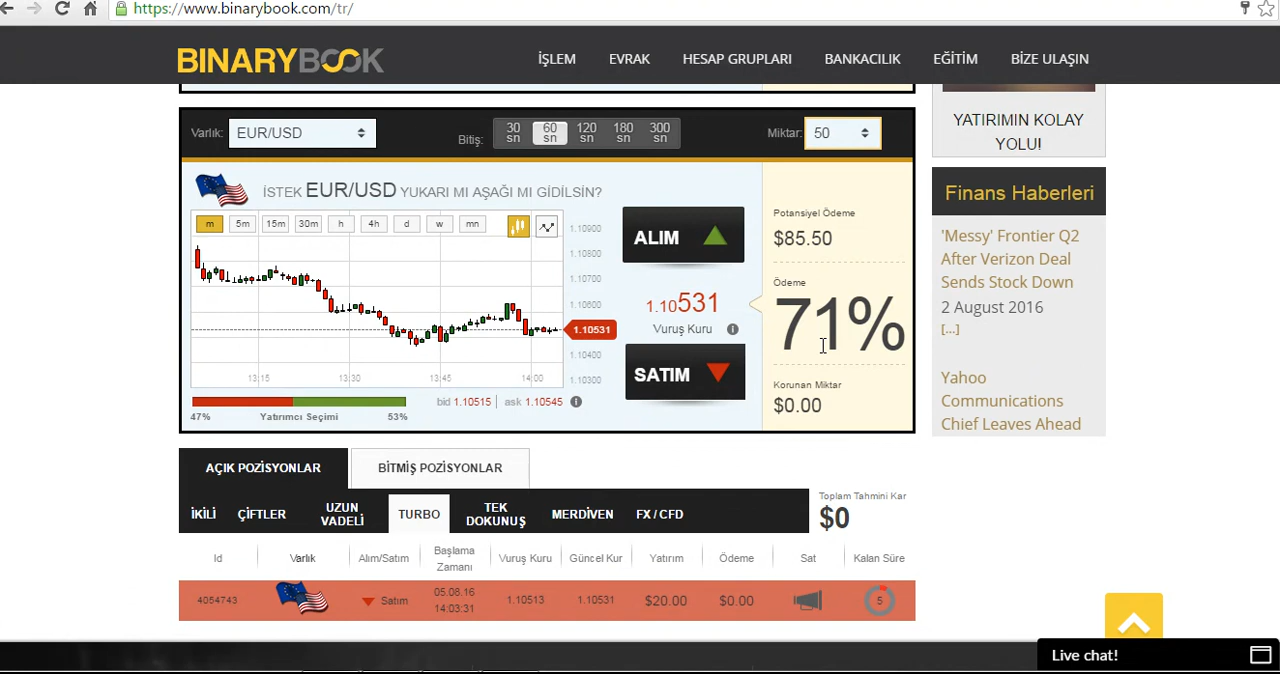 https://www.binarybook.com/tr/
BINARYBOOK
İŞLEM
EVRAK
HESAP GRUPLARI
BANKACILIK
EĞİTİM
BİZE ULAŞIN
Varlık:
EUR/USD
Bitiş:
30 sn
60 sn
120 sn
180 sn
300 sn
Miktar:
50
İSTEK EUR/USD YUKARI MI AŞAĞI MI GİDİLSİN?
m
5m
15m
30m
h
4h
d
w
mn
1.10900
1.10800
1.10700
1.10600
1.10531
1.10400
1.10300
13:15
13:30
13:45
14:00
47%
Yatırımcı Seçimi
53%
bid 1.10515
ask 1.10545
ALIM
1.10531
Vuruş Kuru
SATIM
Potansiyel Ödeme
$85.50
Ödeme
71%
Korunan Miktar
$0.00
YATIRIMIN KOLAY
YOLU!
Finans Haberleri
'Messy' Frontier Q2
After Verizon Deal
Sends Stock Down
2 August 2016
[...]
Yahoo
Communications
Chief Leaves Ahead
AÇIK POZİSYONLAR
BİTMİŞ POZİSYONLAR
İKİLİ
ÇİFTLER
UZUN
VADELİ
TURBO
TEK
DOKUNUŞ
MERDİVEN
FX / CFD
Toplam Tahmini Kar
$0
Id
Varlık
Alım/Satım
Başlama
Zamanı
Vuruş Kuru
Güncel Kur
Yatırım
Ödeme
Sat
Kalan Süre
4054743
Satım
05.08.16
14:03:31
1.10513
1.10531
$20.00
$0.00
5
Live chat!